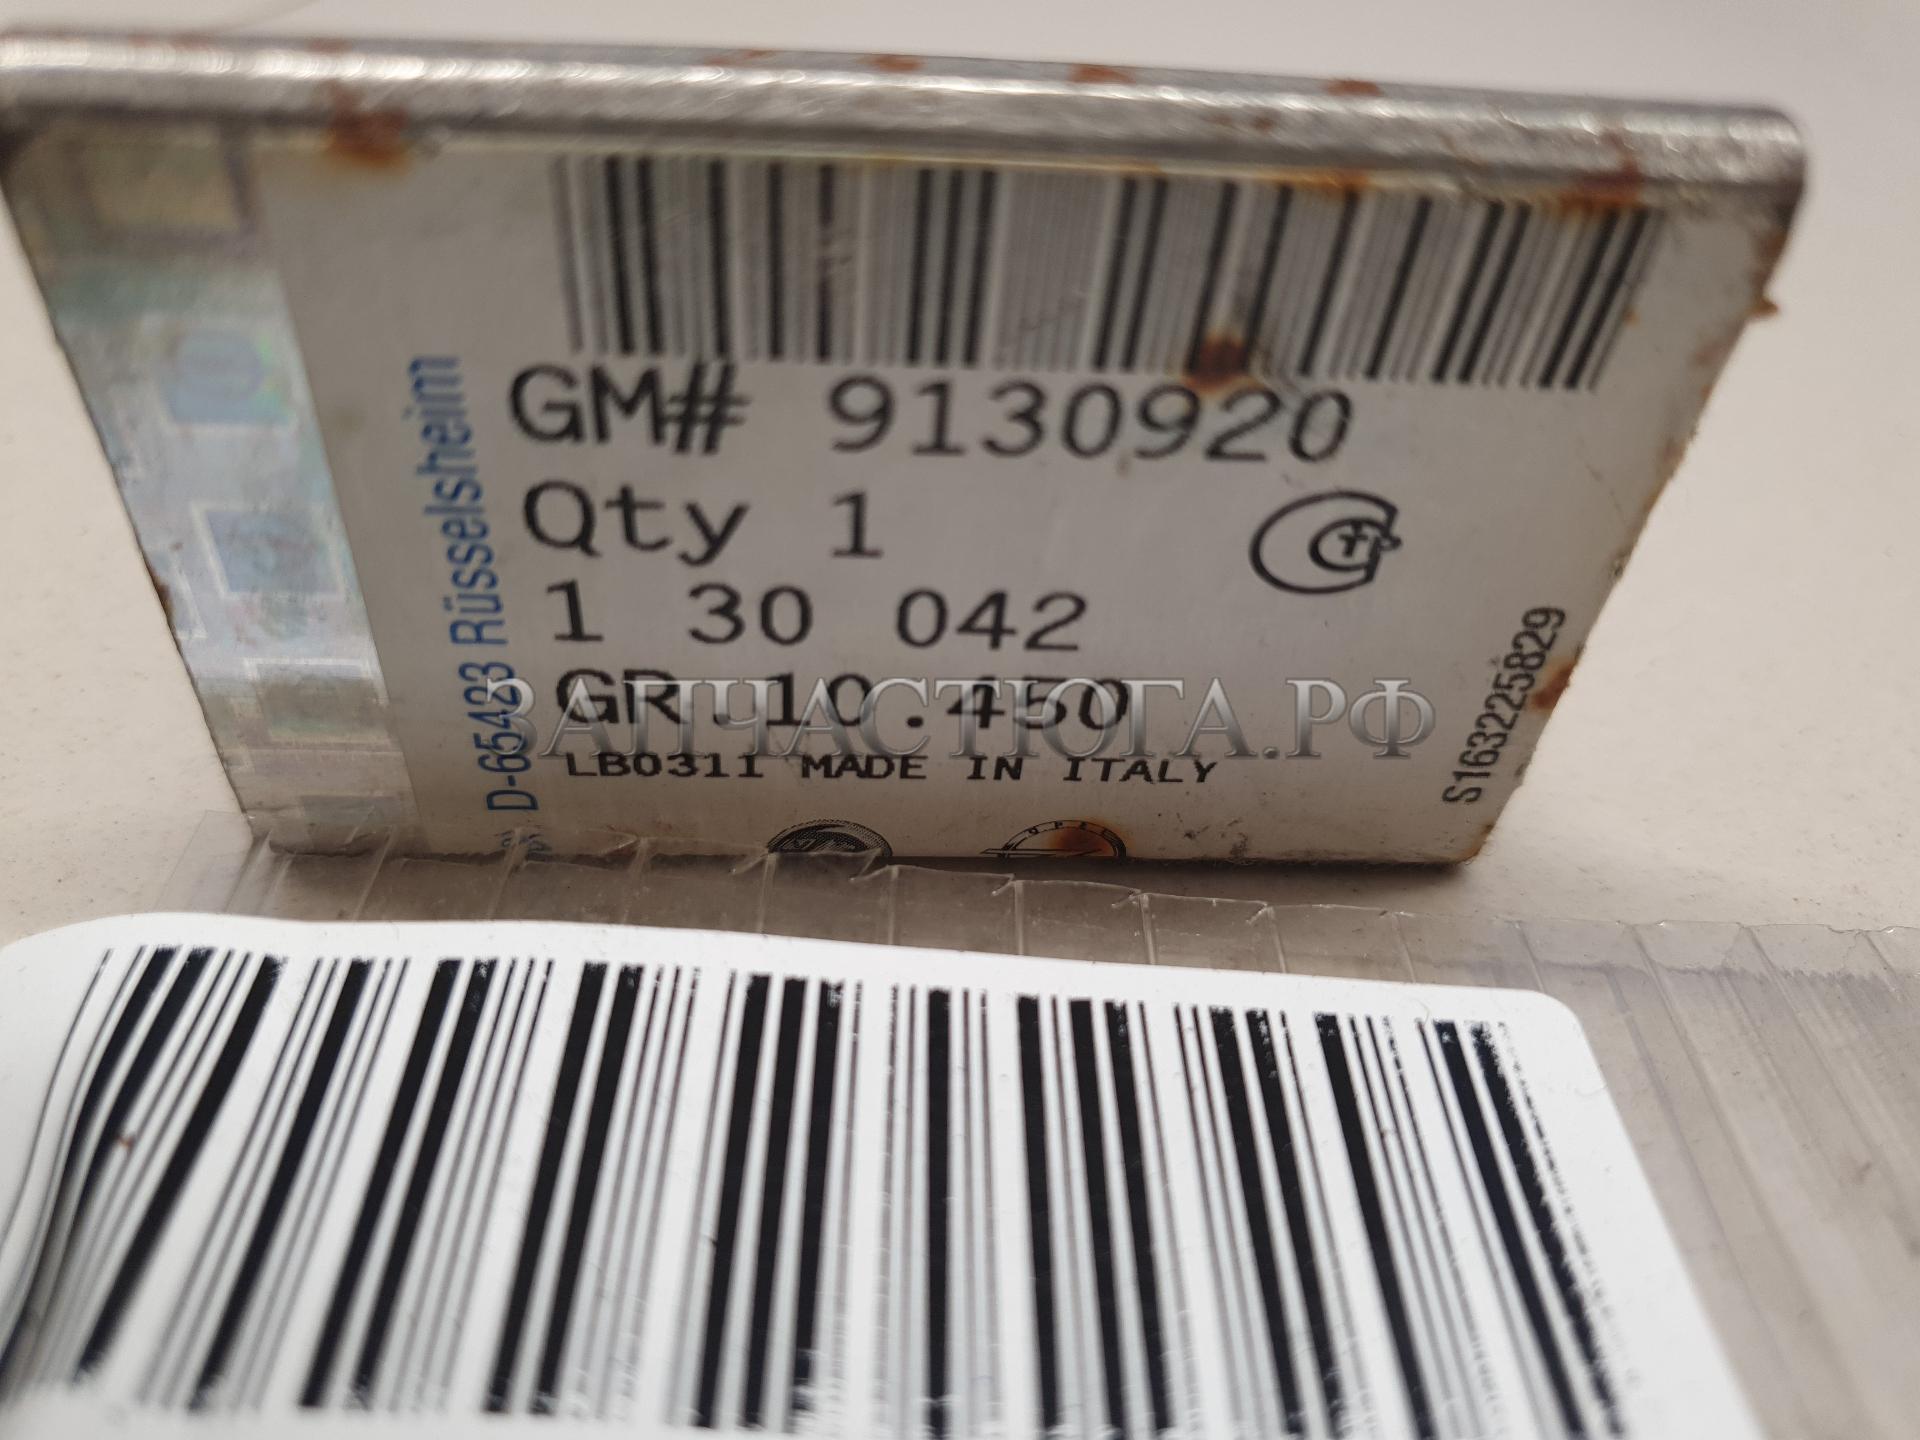 GM# 9130920
Qty 1
1 30 042
GR.10.450
LB0311 MADE IN ITALY
D-65423 Rüsselsheim
S1632225829
OPEL
ЗАПЧАСТЮГА.РФ